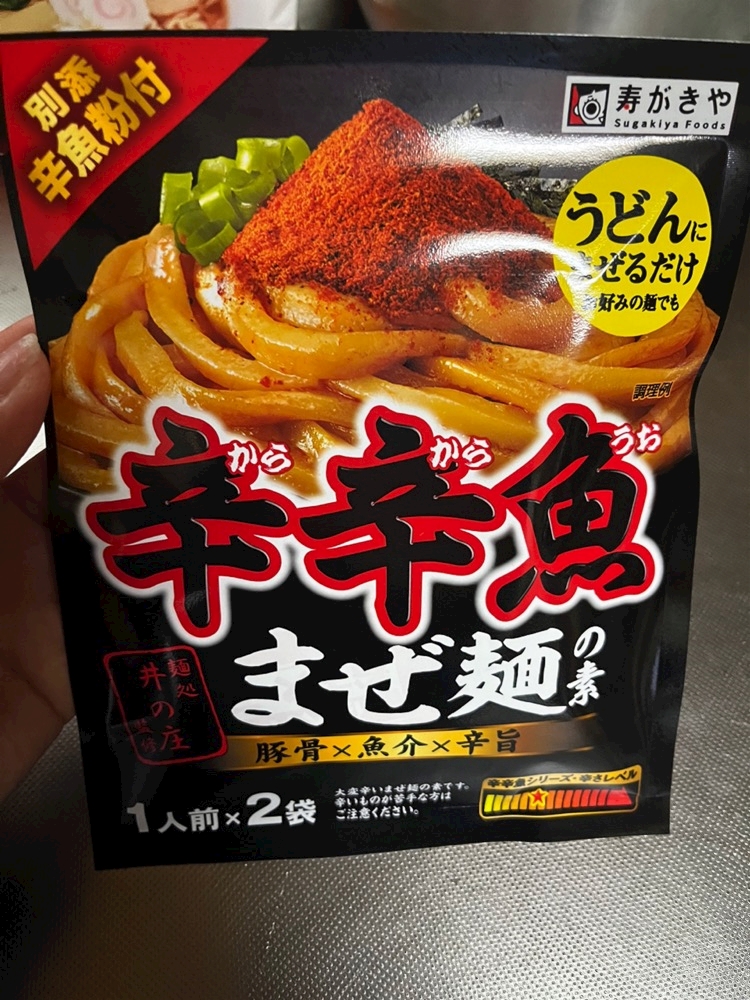 別添
辛魚粉付
寿がきや
Sugakiya Foods
うどんに
まぜるだけ
お好みの麺でも
調理例
辛辛魚
から から うお
まぜ麺の素
麺処
井の庄
監修
豚骨×魚介×辛旨
1人前×2袋
大変辛いまぜ麺の素です。
辛いものが苦手な方は
ご注意ください。
辛辛魚シリーズ・辛さレベル